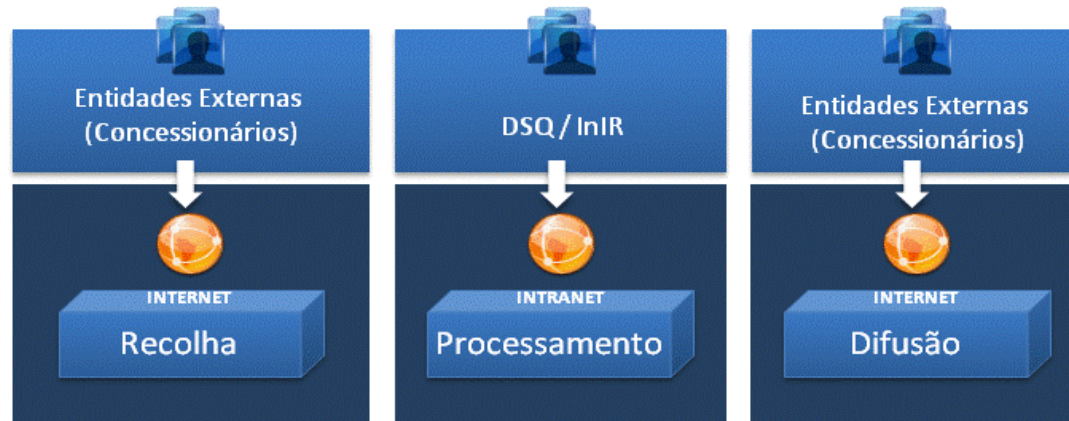 Entidades Externas
(Concessionários)
INTERNET
Recolha
DSQ / InIR
INTRANET
Processamento
Entidades Externas
(Concessionários)
INTERNET
Difusão